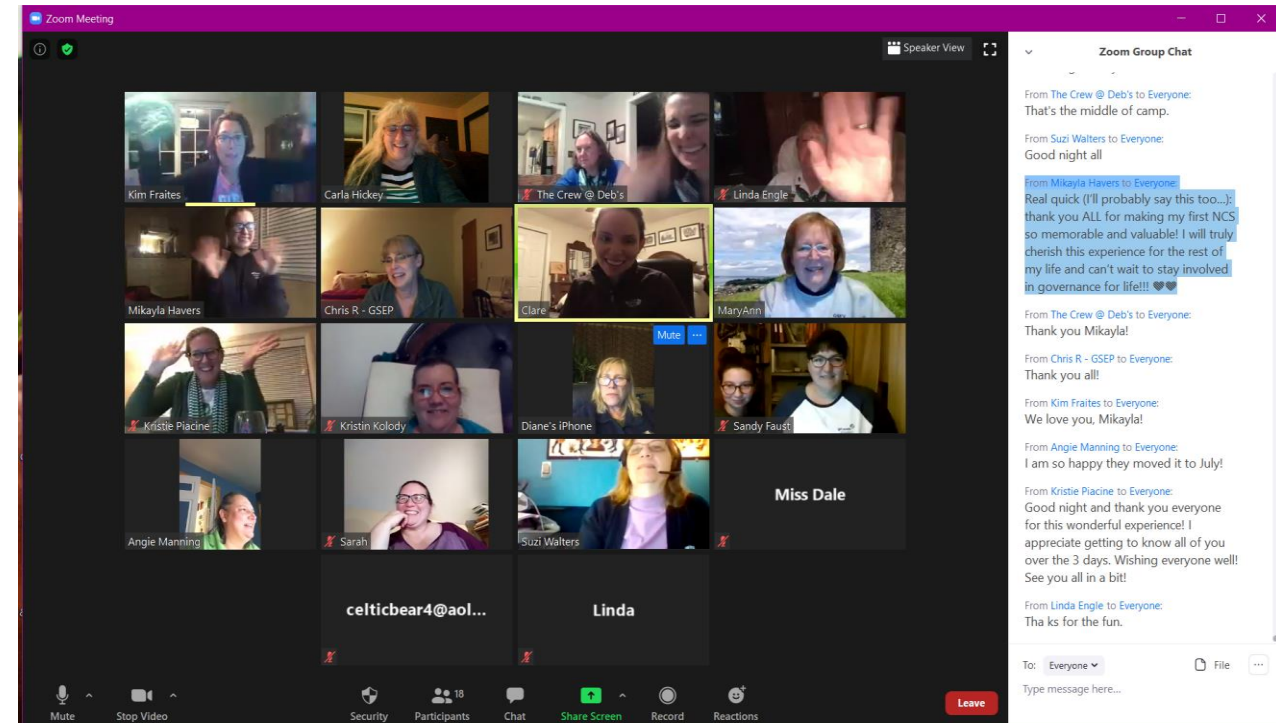 Zoom Meeting
Speaker View
Kim Fraites
Carla Hickey
The Crew @ Deb's
Linda Engle
Mikayla Havers
Chris R - GSEP
Clare
MaryAnn
Mute
Kristie Piacine
Kristin Kolody
Diane's iPhone
Sandy Faust
Angie Manning
Sarah
Suzi Walters
Miss Dale
celticbear4@aol...
Linda
Mute
Stop Video
Security
Participants
18
Chat
Share Screen
Record
Reactions
Leave
Zoom Group Chat
From The Crew @ Deb's to Everyone:
That's the middle of camp.
From Suzi Walters to Everyone:
Good night all
From Mikayla Havers to Everyone:
Real quick (I'll probably say this too...):
thank you ALL for making my first NCS
so memorable and valuable! I will truly
cherish this experience for the rest of
my life and can't wait to stay involved
in governance for life!!! 🖤🖤
From The Crew @ Deb's to Everyone:
Thank you Mikayla!
From Chris R - GSEP to Everyone:
Thank you all!
From Kim Fraites to Everyone:
We love you, Mikayla!
From Angie Manning to Everyone:
I am so happy they moved it to July!
From Kristie Piacine to Everyone:
Good night and thank you everyone
for this wonderful experience! I
appreciate getting to know all of you
over the 3 days. Wishing everyone well!
See you all in a bit!
From Linda Engle to Everyone:
Tha ks for the fun.
To: Everyone
File
Type message here...